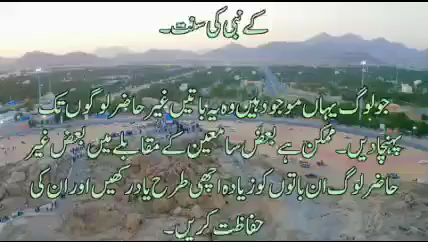 کے نبی کی سنت۔
جو لوگ یہاں موجود ہیں وہ یہ باتیں غیر حاضر لوگوں تک
پہنچا دیں۔ ممکن ہے بعض سامعین کے مقابلے میں بعض غیر
حاضر لوگ ان باتوں کو زیادہ اچھی طرح یاد رکھیں اور ان کی
حفاظت کریں۔